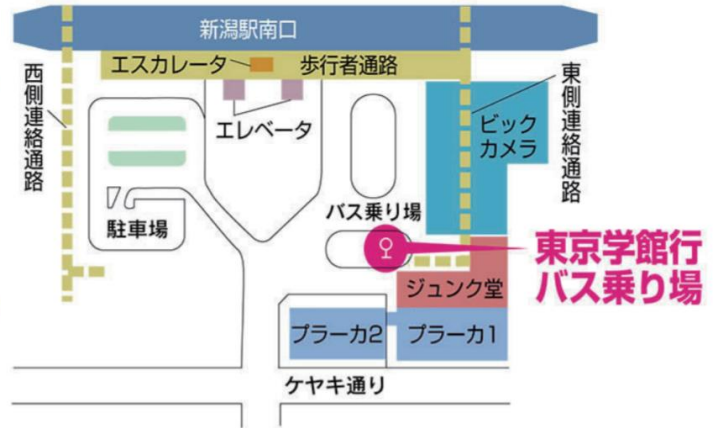 新潟駅南口
エスカレータ
歩行者通路
西側連絡通路
東側連絡通路
エレベータ
ビック
カメラ
バス乗り場
駐車場
東京学館行
バス乗り場
ジュンク堂
プラーカ2
プラーカ1
ケヤキ通り